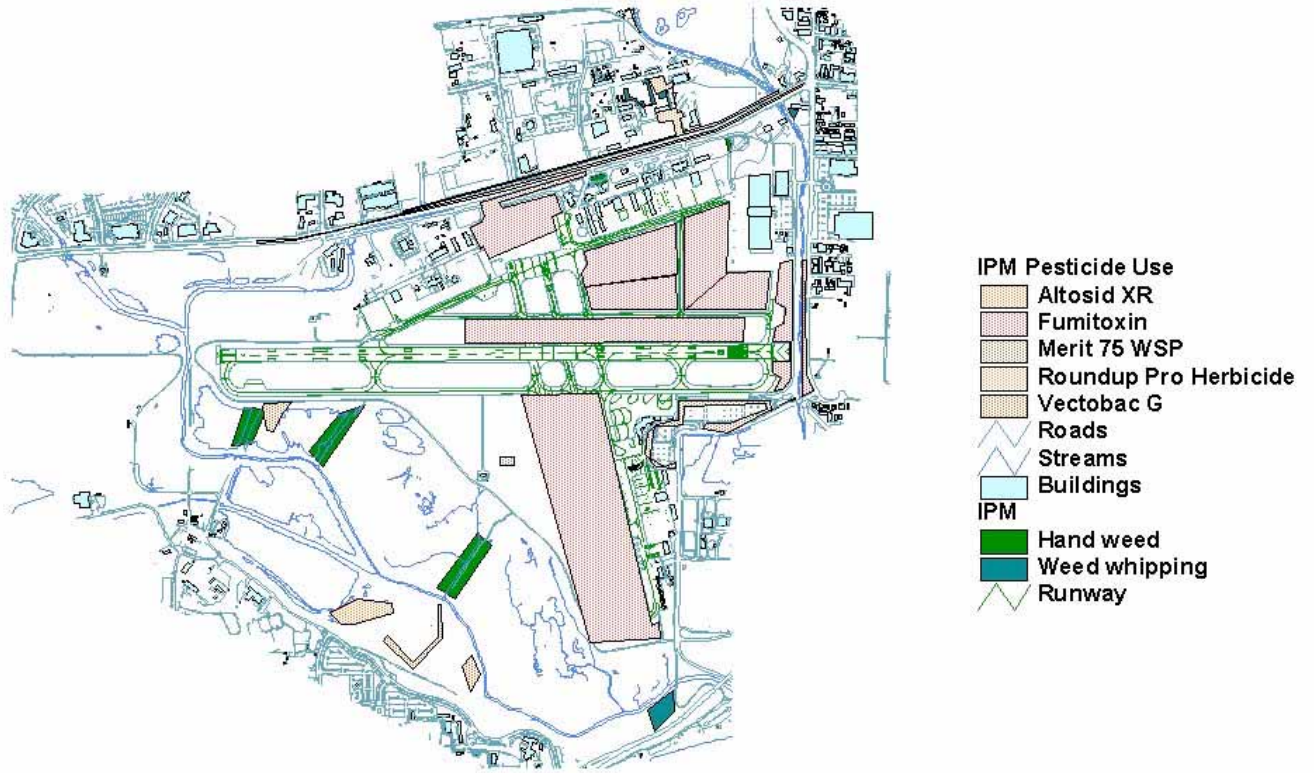 IPM Pesticide Use
Altosid XR
Fumitoxin
Merit 75 WSP
Roundup Pro Herbicide
Vectobac G
Roads
Streams
Buildings
IPM
Hand weed
Weed whipping
Runway